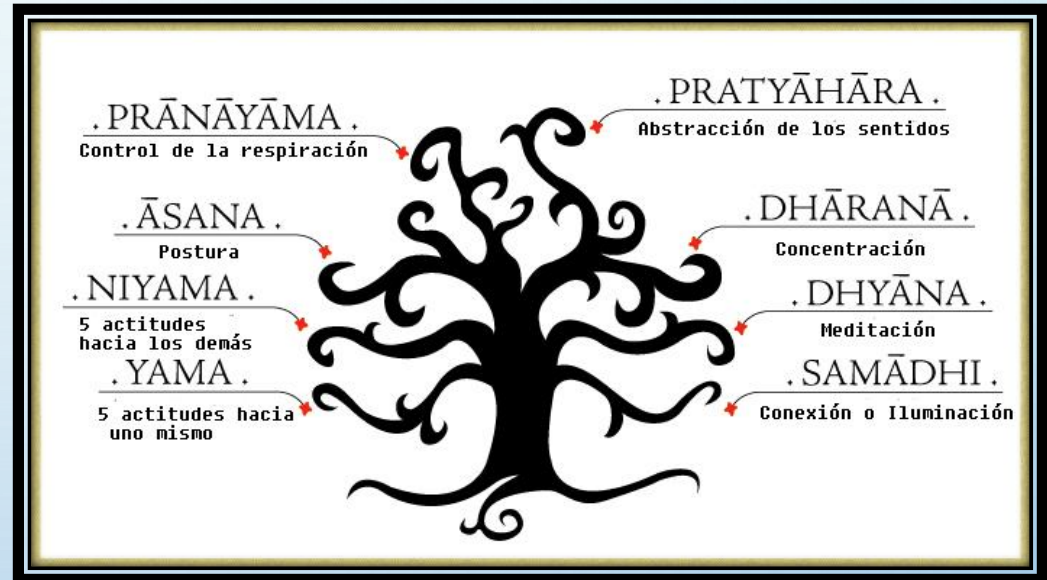 . PRĀNĀYĀMA .
Control de la respiración
. ĀSANA .
Postura
. NIYAMA .
5 actitudes
hacia los demás
. YAMA .
5 actitudes hacia
uno mismo
. PRATYĀHĀRA .
Abstracción de los sentidos
. DHĀRANĀ .
Concentración
. DHYĀNA .
Meditación
. SAMĀDHI .
Conexión o Iluminación